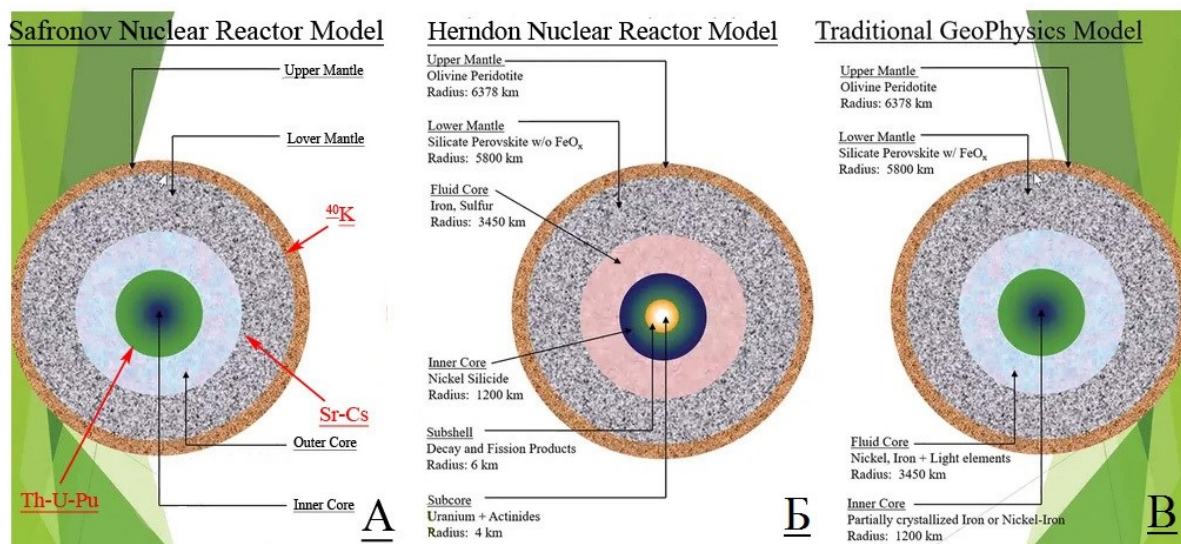 Safronov Nuclear Reactor Model
Upper Mantle
Lover Mantle
40K
Sr-Cs
Outer Core
Th-U-Pu
Inner Core
А
Herndon Nuclear Reactor Model
Upper Mantle
Olivine Peridotite
Radius: 6378 km
Lower Mantle
Silicate Perovskite w/o FeOx
Radius: 5800 km
Fluid Core
Iron, Sulfur
Radius: 3450 km
Inner Core
Nickel Silicide
Radius: 1200 km
Subshell
Decay and Fission Products
Radius: 6 km
Subcore
Uranium + Actinides
Radius: 4 km
Б
Traditional GeoPhysics Model
Upper Mantle
Olivine Peridotite
Radius: 6378 km
Lower Mantle
Silicate Perovskite w/ FeOx
Radius: 5800 km
Fluid Core
Nickel, Iron + Light elements
Radius: 3450 km
Inner Core
Partially crystallized Iron or Nickel-Iron
Radius: 1200 km
В